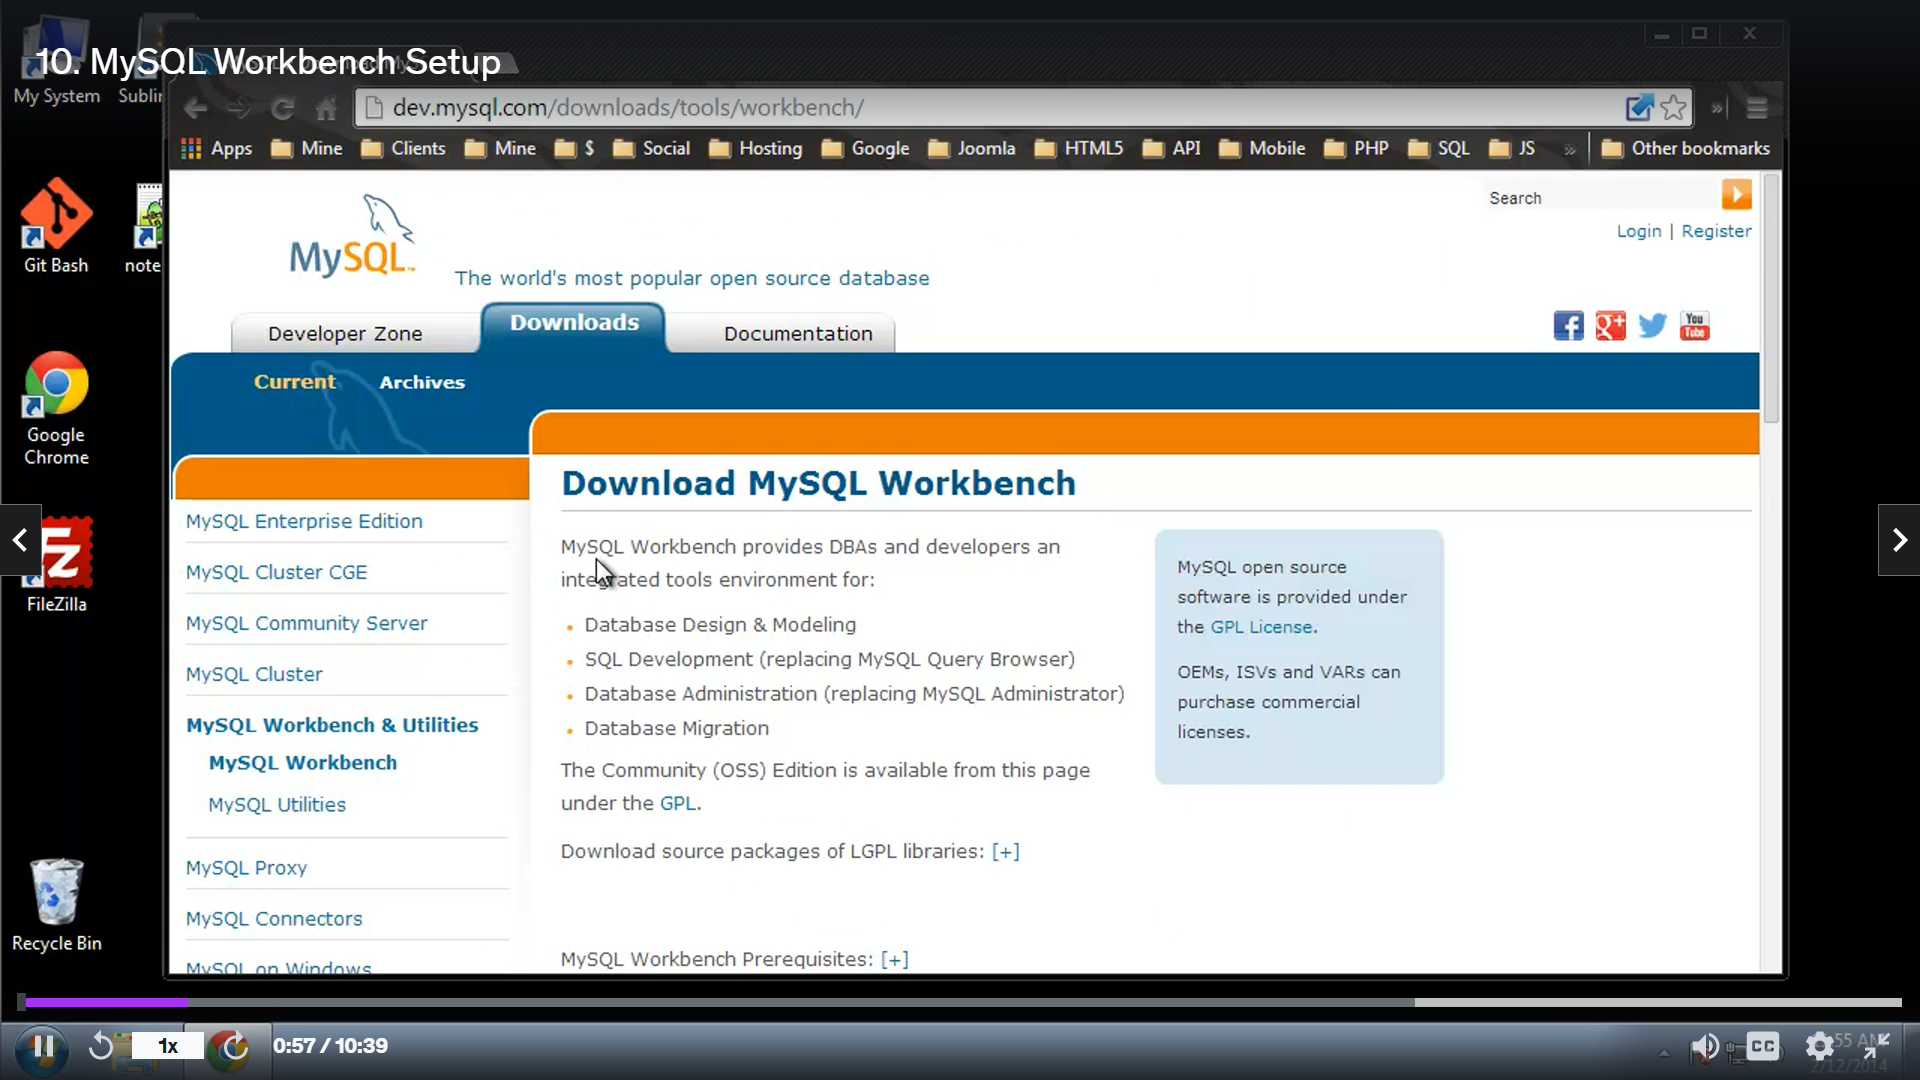 10. MySQL Workbench Setup
My System
dev.mysql.com/downloads/tools/workbench/
Apps Mine Clients Mine $ Social Hosting Google Joomla HTML5 API Mobile PHP SQL JS » Other bookmarks
Search
Login | Register
MySQL
The world's most popular open source database
Developer Zone Downloads Documentation
You Tube
Current Archives
Git Bash
note
Google Chrome
FileZilla
Recycle Bin
MySQL Enterprise Edition
MySQL Cluster CGE
MySQL Community Server
MySQL Cluster
MySQL Workbench & Utilities
MySQL Workbench
MySQL Utilities
MySQL Proxy
MySQL Connectors
MySQL on Windows
Download MySQL Workbench
MySQL Workbench provides DBAs and developers an
integrated tools environment for:
Database Design & Modeling
SQL Development (replacing MySQL Query Browser)
Database Administration (replacing MySQL Administrator)
Database Migration
The Community (OSS) Edition is available from this page
under the GPL.
Download source packages of LGPL libraries: [+]
MySQL Workbench Prerequisites: [+]
MySQL open source
software is provided under
the GPL License.
OEMs, ISVs and VARs can
purchase commercial
licenses.
1x
0:57 / 10:39
CC
2/12/2014